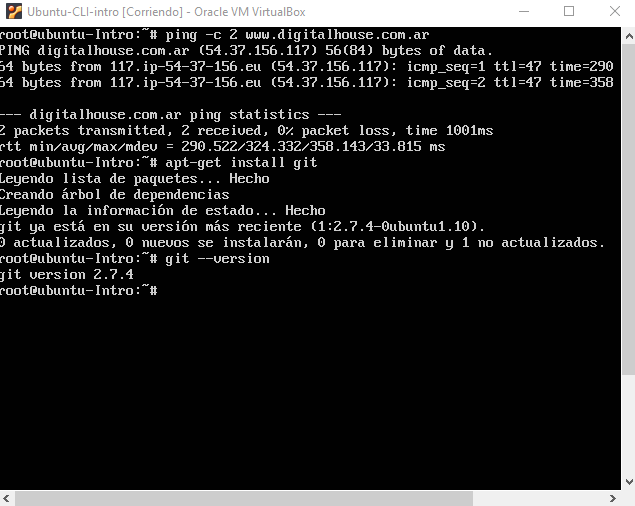 Ubuntu-CLI-intro [Corriendo] - Oracle VM VirtualBox
root@ubuntu-Intro:~# ping -c 2 www.digitalhouse.com.ar
PING digitalhouse.com.ar (54.37.156.117) 56(84) bytes of data.
64 bytes from 117.ip-54-37-156.eu (54.37.156.117): icmp_seq=1 ttl=47 time=290
64 bytes from 117.ip-54-37-156.eu (54.37.156.117): icmp_seq=2 ttl=47 time=358
--- digitalhouse.com.ar ping statistics ---
2 packets transmitted, 2 received, 0% packet loss, time 1001ms
rtt min/avg/max/mdev = 290.522/324.332/358.143/33.815 ms
root@ubuntu-Intro:~# apt-get install git
Leyendo lista de paquetes... Hecho
Creando árbol de dependencias
Leyendo la información de estado... Hecho
git ya está en su versión más reciente (1:2.7.4-0ubuntu1.10).
0 actualizados, 0 nuevos se instalarán, 0 para eliminar y 1 no actualizados.
root@ubuntu-Intro:~# git --version
git version 2.7.4
root@ubuntu-Intro:~#